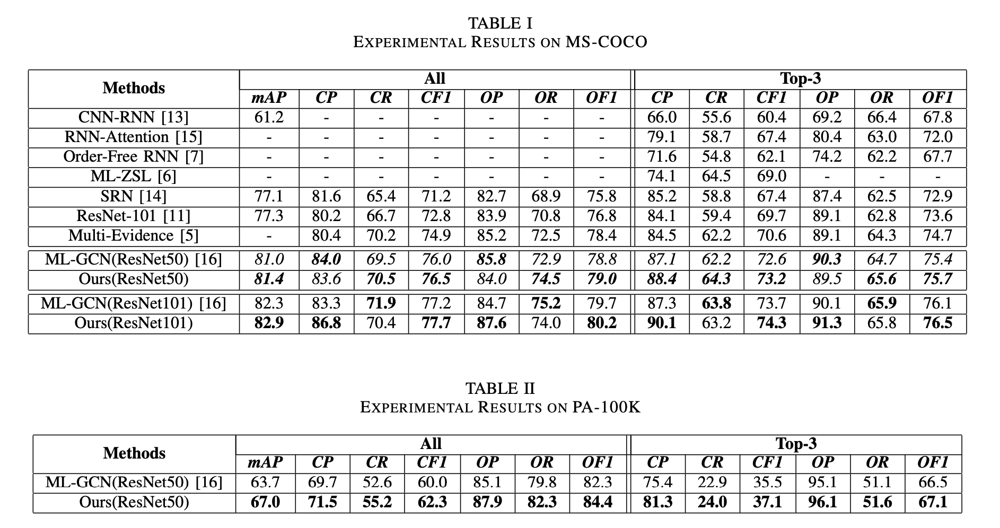 TABLE I
EXPERIMENTAL RESULTS ON MS-COCO
Methods All Top-3
mAP CP CR CF1 OP OR OF1 CP CR CF1 OP OR OF1
CNN-RNN [13] 61.2 - - - - - - 66.0 55.6 60.4 69.2 66.4 67.8
RNN-Attention [15] - - - - - - - 79.1 58.7 67.4 80.4 63.0 72.0
Order-Free RNN [7] - - - - - - - 71.6 54.8 62.1 74.2 62.2 67.7
ML-ZSL [6] - - - - - - - 74.1 64.5 69.0 - - -
SRN [14] 77.1 81.6 65.4 71.2 82.7 68.9 75.8 85.2 58.8 67.4 87.4 62.5 72.9
ResNet-101 [11] 77.3 80.2 66.7 72.8 83.9 70.8 76.8 84.1 59.4 69.7 89.1 62.8 73.6
Multi-Evidence [5] - 80.4 70.2 74.9 85.2 72.5 78.4 84.5 62.2 70.6 89.1 64.3 74.7
ML-GCN(ResNet50) [16] 81.0 84.0 69.5 76.0 85.8 72.9 78.8 87.1 62.2 72.6 90.3 64.7 75.4
Ours(ResNet50) 81.4 83.6 70.5 76.5 84.0 74.5 79.0 88.4 64.3 73.2 89.5 65.6 75.7
ML-GCN(ResNet101) [16] 82.3 83.3 71.9 77.2 84.7 75.2 79.7 87.3 63.8 73.7 90.1 65.9 76.1
Ours(ResNet101) 82.9 86.8 70.4 77.7 87.6 74.0 80.2 90.1 63.2 74.3 91.3 65.8 76.5
TABLE II
EXPERIMENTAL RESULTS ON PA-100K
Methods All Top-3
mAP CP CR CF1 OP OR OF1 CP CR CF1 OP OR OF1
ML-GCN(ResNet50) [16] 63.7 69.7 52.6 60.0 85.1 79.8 82.3 75.4 22.9 35.5 95.1 51.1 66.5
Ours(ResNet50) 67.0 71.5 55.2 62.3 87.9 82.3 84.4 81.3 24.0 37.1 96.1 51.6 67.1